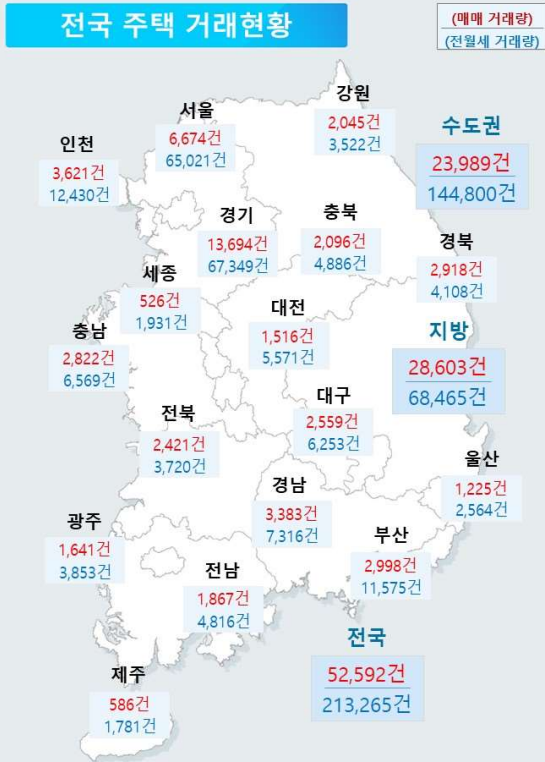 전국 주택 거래현황
(매매 거래량)
(전월세 거래량)
강원
2,045건
3,522건
서울
6,674건
65,021건
인천
3,621건
12,430건
수도권
23,989건
144,800건
경기
13,694건
67,349건
충북
2,096건
4,886건
경북
2,918건
4,108건
세종
526건
1,931건
대전
1,516건
5,571건
충남
2,822건
6,569건
지방
28,603건
68,465건
대구
2,559건
6,253건
전북
2,421건
3,720건
울산
1,225건
2,564건
경남
3,383건
7,316건
광주
1,641건
3,853건
부산
2,998건
11,575건
전남
1,867건
4,816건
전국
52,592건
213,265건
제주
586건
1,781건